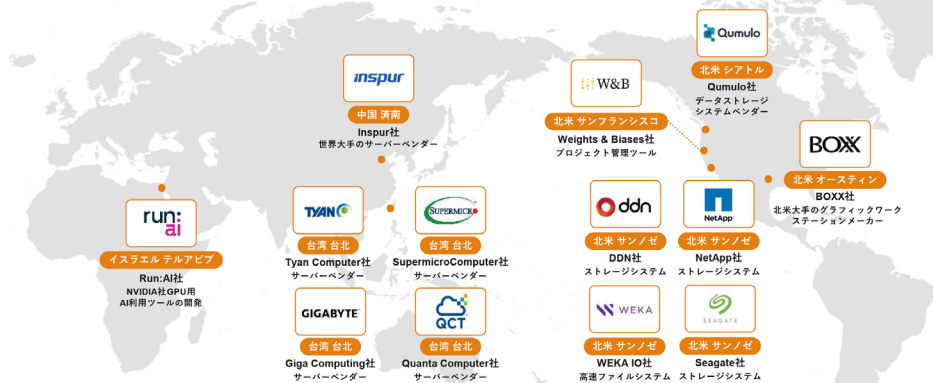 Qumulo
北米 シアトル
Qumulo社
データストレージ
システムベンダー
inspur
中国 済南
Inspur社
世界大手のサーバーベンダー
W&B
北米 サンフランシスコ
Weights & Biases社
プロジェクト管理ツール
BOXX
北米 オースティン
BOXX社
北米大手のグラフィックワーク
ステーションメーカー
run:
ai
イスラエル テルアビブ
Run:AI社
NVIDIA社GPU用
AI利用ツールの開発
TYAN
台湾 台北
Tyan Computer社
サーバーベンダー
SUPERMICRO
台湾 台北
SupermicroComputer社
サーバーベンダー
ddn
北米 サンノゼ
DDN社
ストレージシステム
NetApp
北米 サンノゼ
NetApp社
ストレージシステム
GIGABYTE
台湾 台北
Giga Computing社
サーバーベンダー
QCT
台湾 台北
Quanta Computer社
サーバーベンダー
WEKA
北米 サンノゼ
WEKA IO社
高速ファイルシステム
SEAGATE
北米 サンノゼ
Seagate社
ストレージシステム